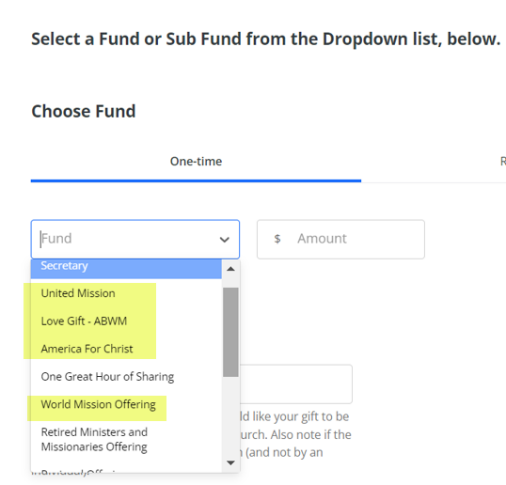 Select a Fund or Sub Fund from the Dropdown list, below.
Choose Fund
One-time
R
Fund
$ Amount
Secretary
United Mission
Love Gift - ABWM
America For Christ
One Great Hour of Sharing
World Mission Offering
Retired Ministers and
Missionaries Offering
ld like your gift to be
urch. Also note if the
n (and not by an